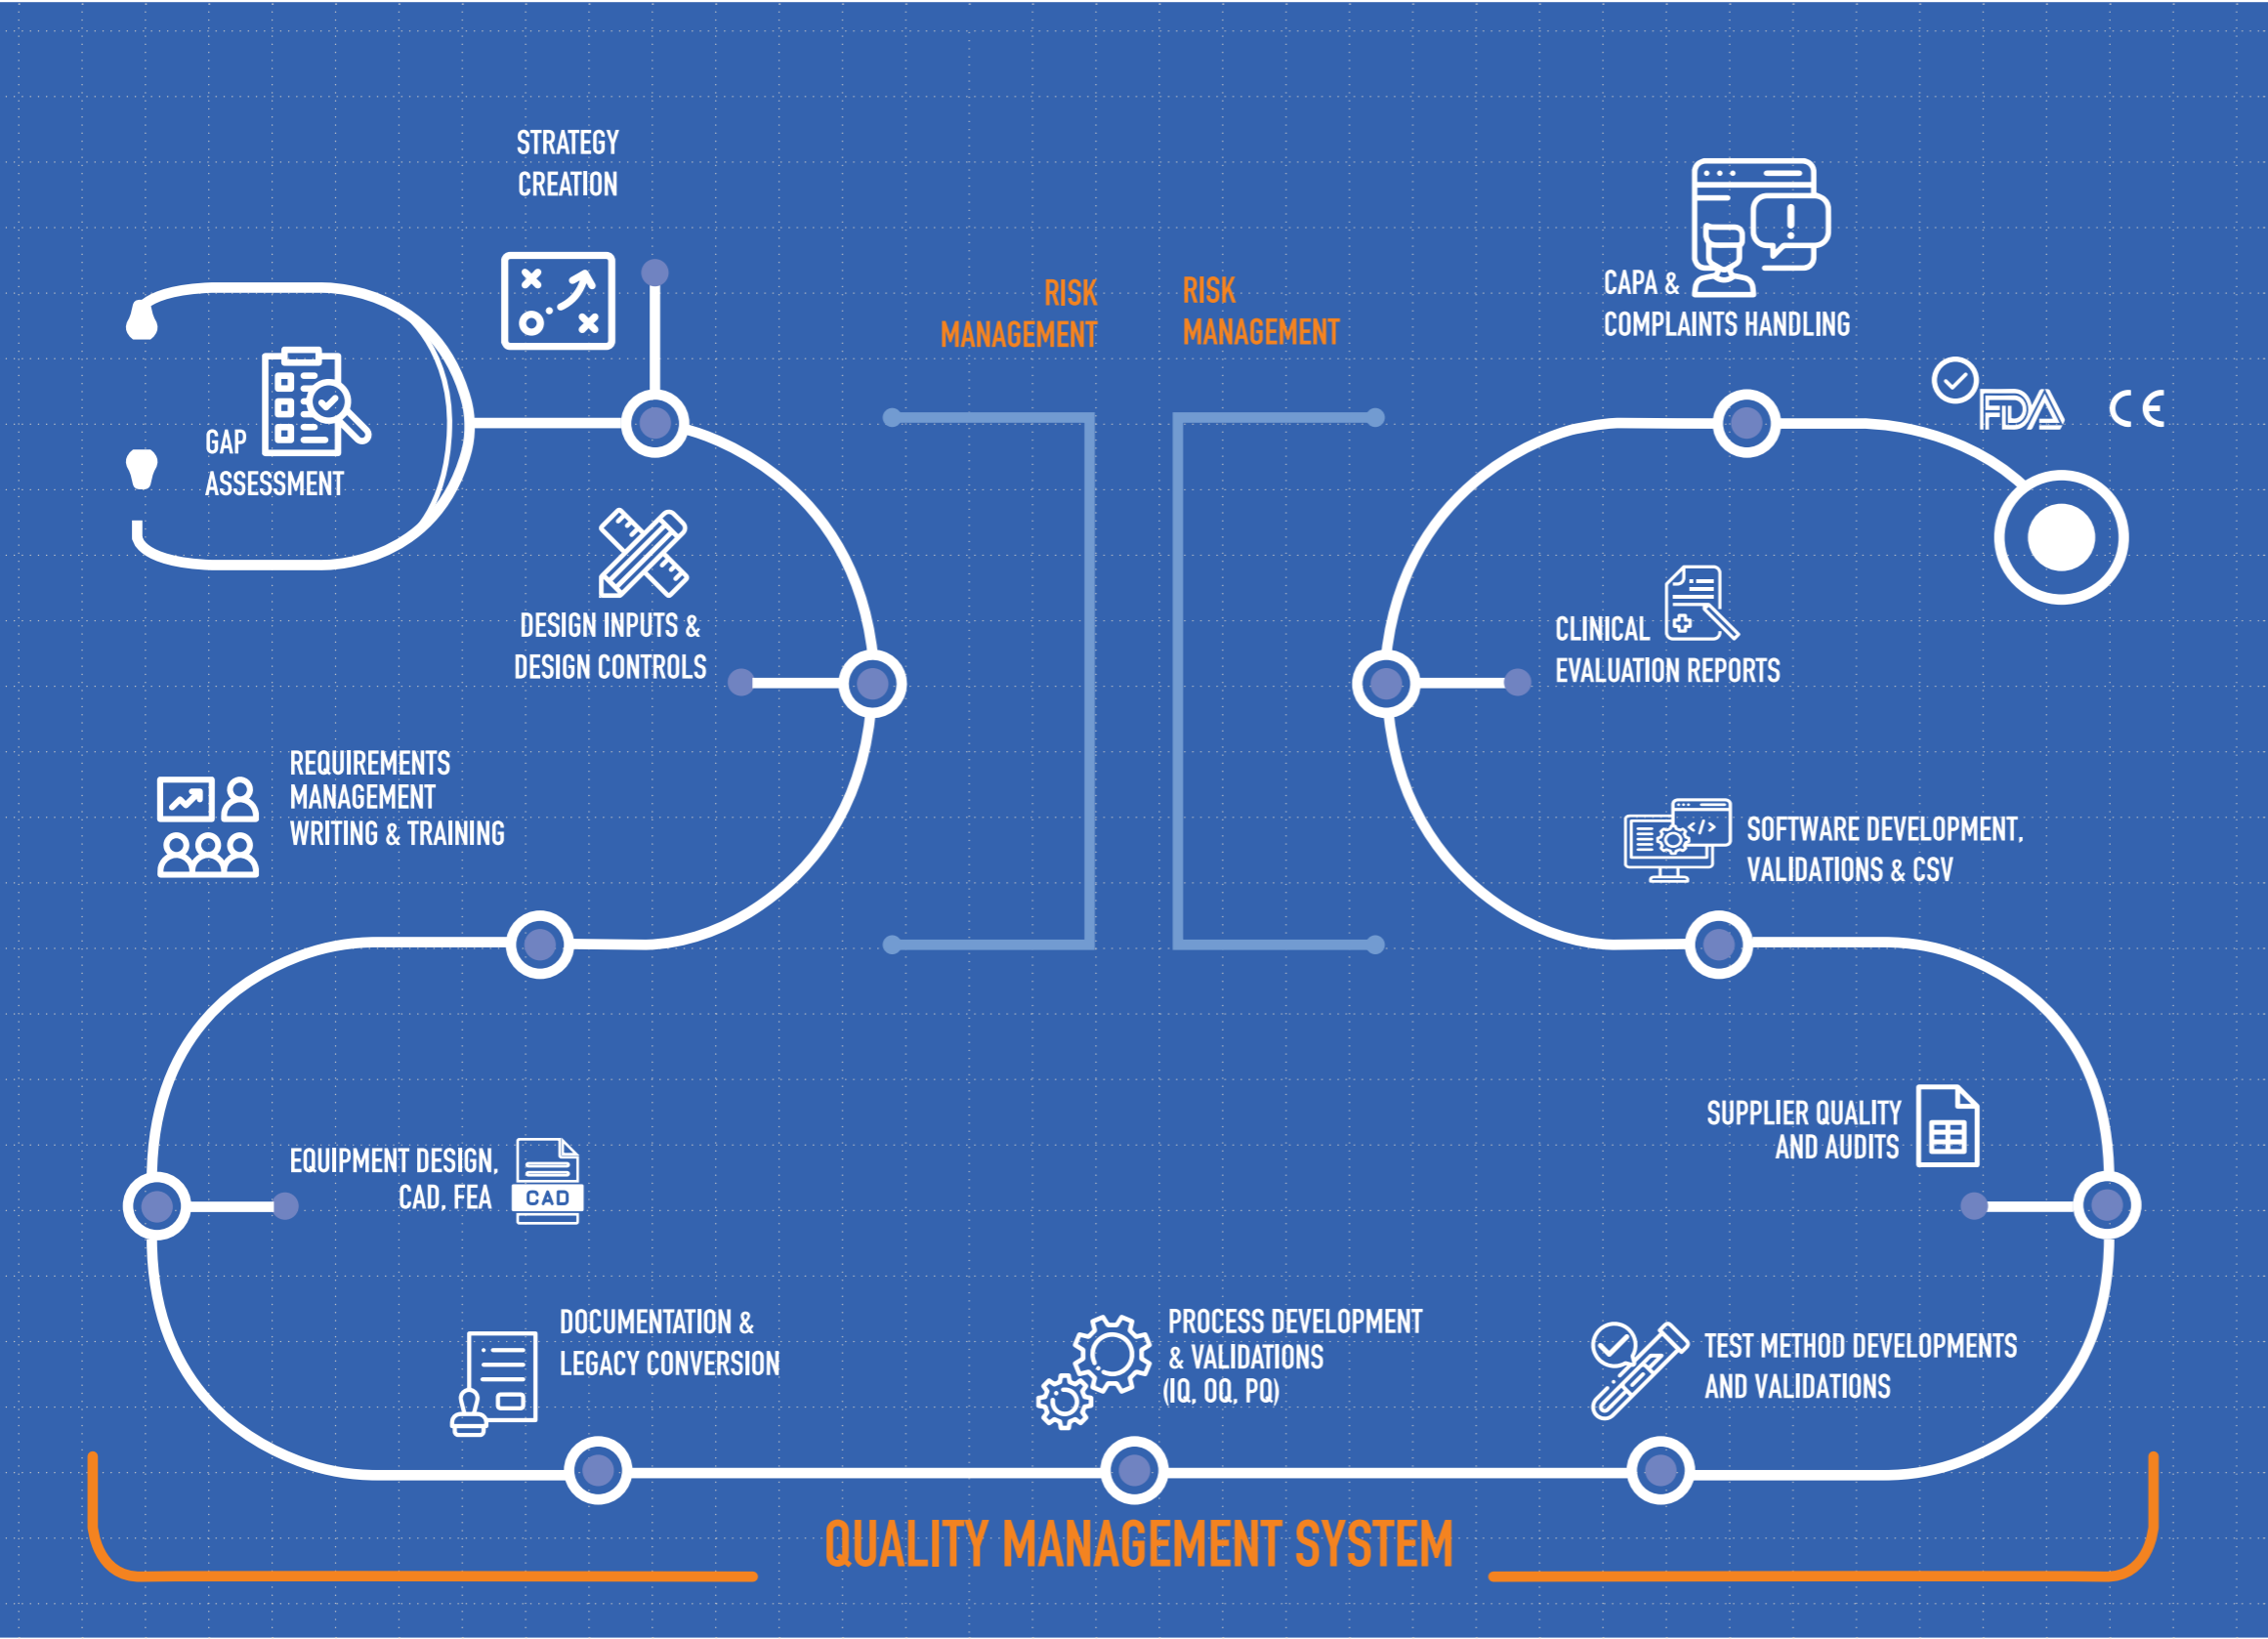 STRATEGY
CREATION
GAP
ASSESSMENT
DESIGN INPUTS &
DESIGN CONTROLS
REQUIREMENTS
MANAGEMENT
WRITING & TRAINING
EQUIPMENT DESIGN,
CAD, FEA
CAD
DOCUMENTATION &
LEGACY CONVERSION
RISK
MANAGEMENT
RISK
MANAGEMENT
PROCESS DEVELOPMENT
& VALIDATIONS
(IQ, OQ, PQ)
TEST METHOD DEVELOPMENTS
AND VALIDATIONS
SUPPLIER QUALITY
AND AUDITS
SOFTWARE DEVELOPMENT,
VALIDATIONS & CSV
CLINICAL
EVALUATION REPORTS
CAPA &
COMPLAINTS HANDLING
FDA CE
QUALITY MANAGEMENT SYSTEM